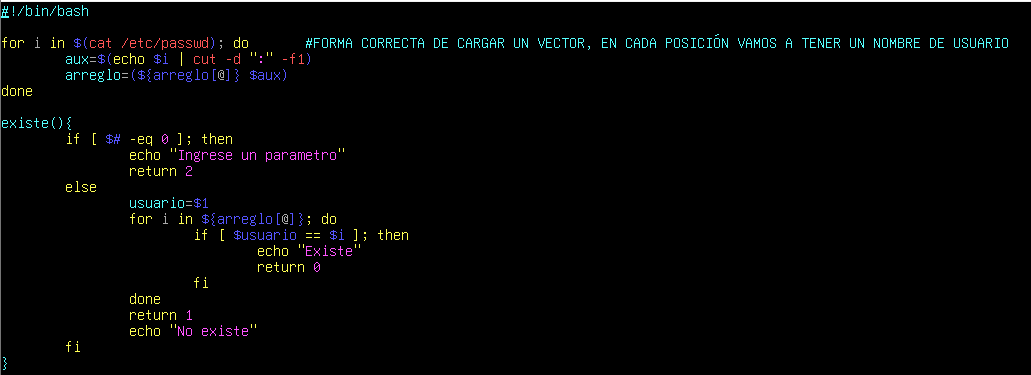 #!/bin/bash
for i in $(cat /etc/passwd); do #FORMA CORRECTA DE CARGAR UN VECTOR, EN CADA POSICIÓN VAMOS A TENER UN NOMBRE DE USUARIO
aux=$(echo $i | cut -d ":" -f1)
arreglo=(${arreglo[@]} $aux)
done
existe(){
if [ $# -eq 0 ]; then
echo "Ingrese un parametro"
return 2
else
usuario=$1
for i in ${arreglo[@]}; do
if [ $usuario == $i ]; then
echo "Existe"
return 0
fi
done
return 1
echo "No existe"
fi
}